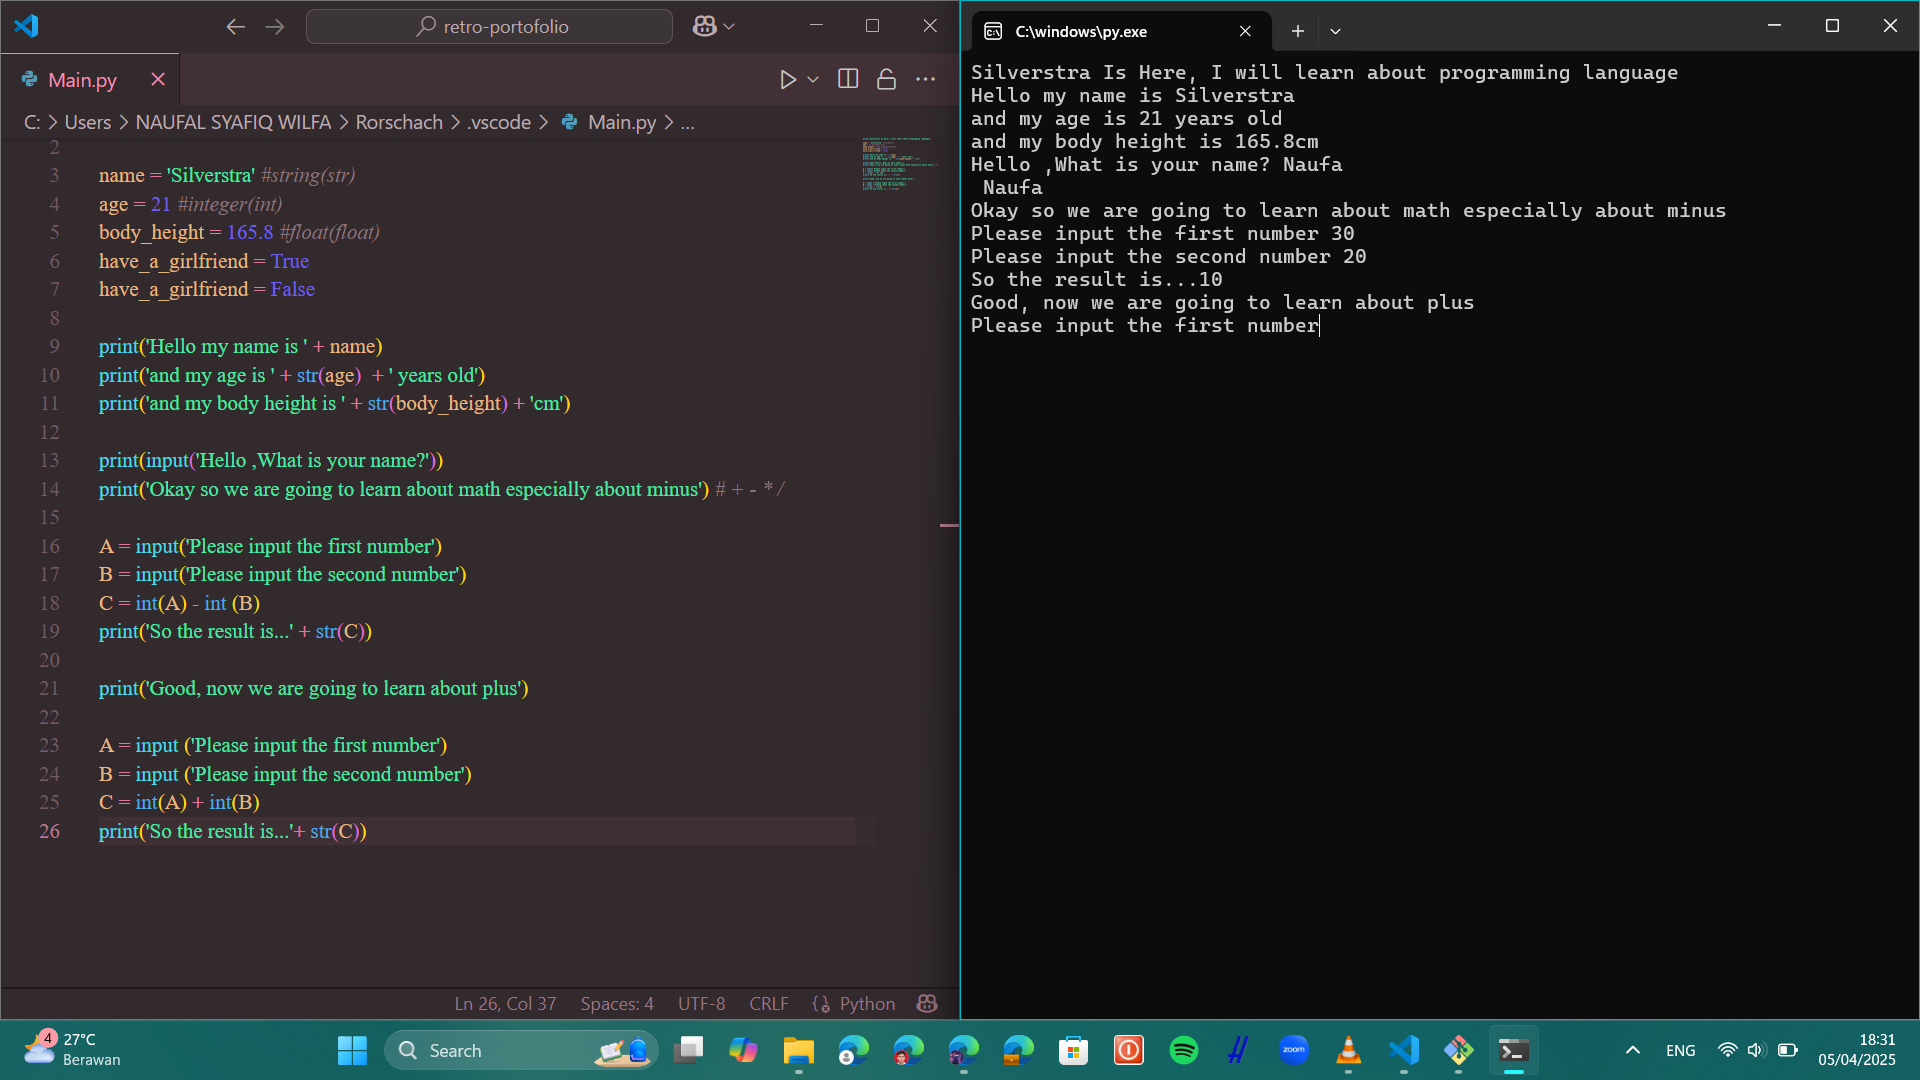 retro-portofolio
Main.py
C: > Users > NAUFAL SYAFIQ WILFA > Rorschach > .vscode > Main.py > ...
2
3 name = 'Silverstra' #string(str)
4 age = 21 #integer(int)
5 body_height = 165.8 #float(float)
6 have_a_girlfriend = True
7 have_a_girlfriend = False
8
9 print('Hello my name is ' + name)
10 print('and my age is ' + str(age)  + ' years old')
11 print('and my body height is ' + str(body_height) + 'cm')
12
13 print(input('Hello ,What is your name?'))
14 print('Okay so we are going to learn about math especially about minus') # + - * /
15
16 A = input('Please input the first number')
17 B = input('Please input the second number')
18 C = int(A) - int (B)
19 print('So the result is...' + str(C))
20
21 print('Good, now we are going to learn about plus')
22
23 A = input ('Please input the first number')
24 B = input ('Please input the second number')
25 C = int(A) + int(B)
26 print('So the result is...'+ str(C))
Ln 26, Col 37 Spaces: 4 UTF-8 CRLF {} Python
C:\windows\py.exe
Silverstra Is Here, I will learn about programming language
Hello my name is Silverstra
and my age is 21 years old
and my body height is 165.8cm
Hello ,What is your name? Naufa
 Naufa
Okay so we are going to learn about math especially about minus
Please input the first number 30
Please input the second number 20
So the result is...10
Good, now we are going to learn about plus
Please input the first number
4
27°C
Berawan
Search
zoom
ENG
18:31
05/04/2025